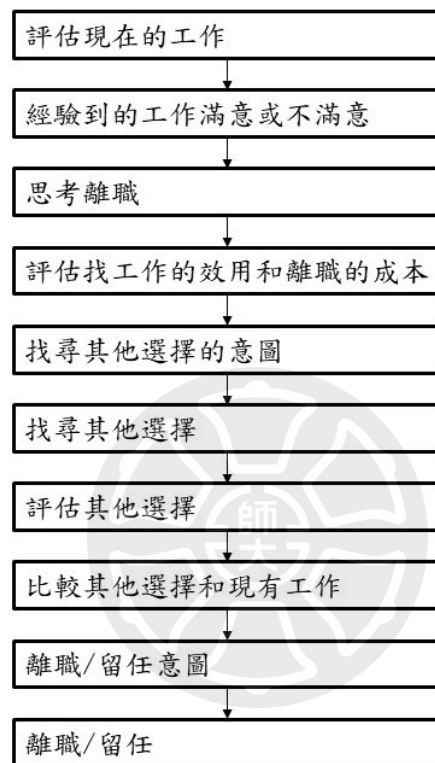 評估現在的工作
經驗到的工作滿意或不滿意
思考離職
評估找工作的效用和離職的成本
找尋其他選擇的意圖
找尋其他選擇
評估其他選擇
師大
比較其他選擇和現有工作
離職/留任意圖
離職/留任